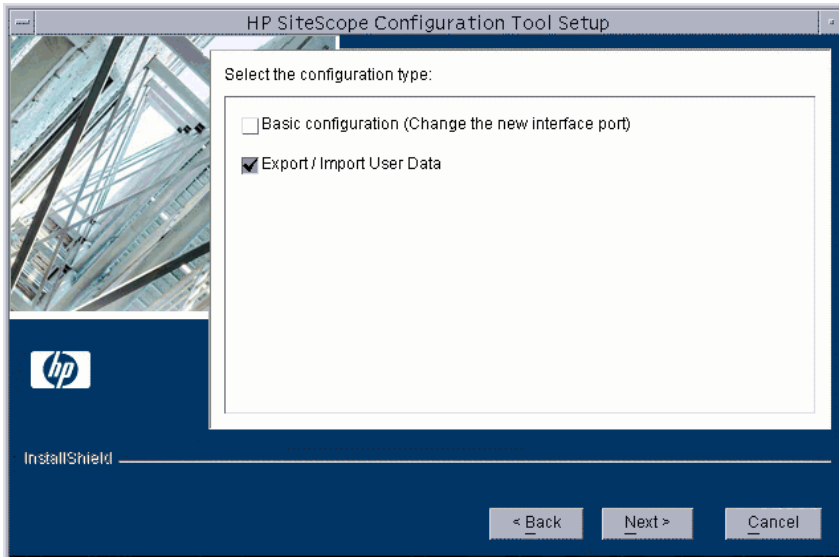 HP SiteScope Configuration Tool Setup
Select the configuration type:
Basic configuration (Change the new interface port)
Export / Import User Data
hp
InstallShield
< Back
Next >
Cancel